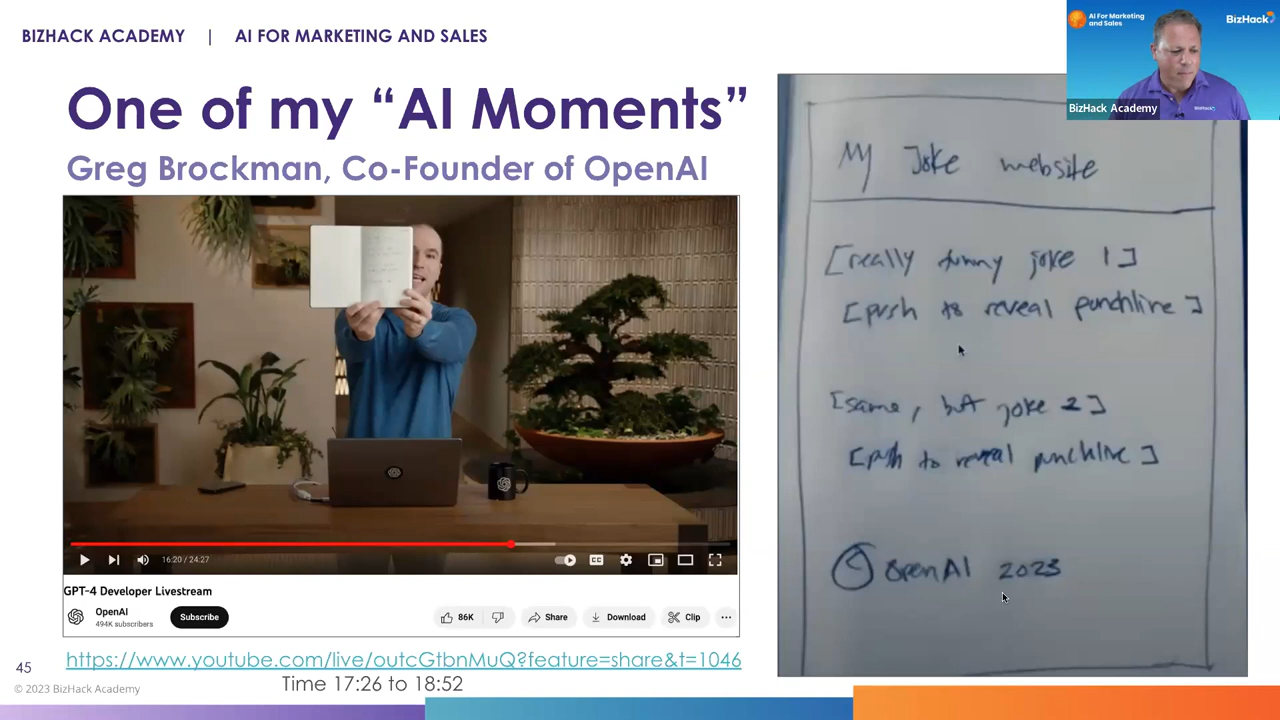 BIZHACK ACADEMY | AI FOR MARKETING AND SALES
AI For Marketing
and Sales
BizHack
BizHack Academy
One of my “AI Moments”
Greg Brockman, Co-Founder of OpenAI
16:20 / 24:27
GPT-4 Developer Livestream
OpenAI
494K subscribers
Subscribe
86K
Share
Download
Clip
https://www.youtube.com/live/outcGtbnMuQ?feature=share&t=1046
Time 17:26 to 18:52
My Joke website
[really funny joke 1]
[push to reveal punchline]
[same, but joke 2]
[push to reveal punchline]
© OpenAI 2023
45
© 2023 BizHack Academy